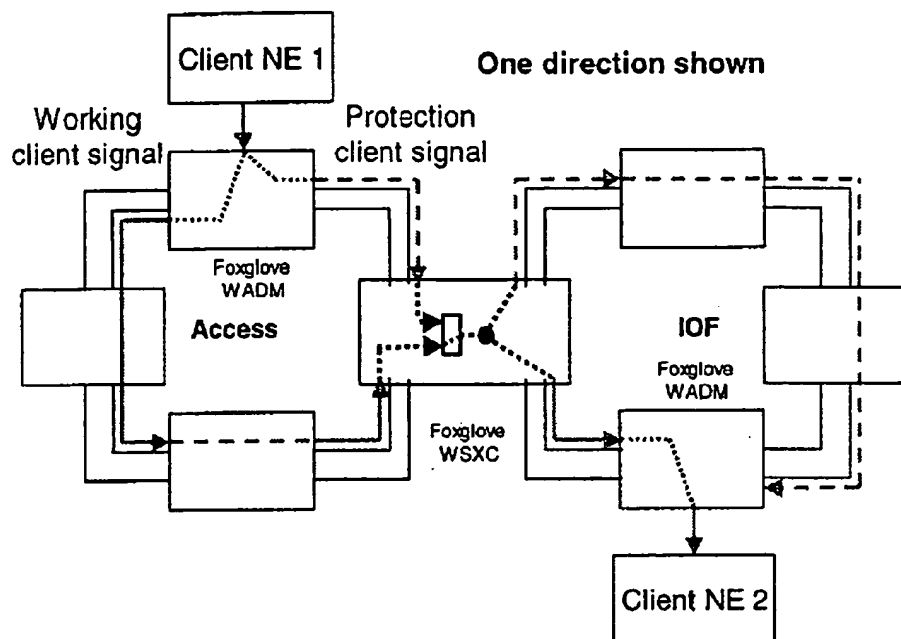 Client NE 1
One direction shown
Working
client signal
Protection
client signal
Foxglove
WADM
Access
IOF
Foxglove
WADM
Foxglove
WSXC
Client NE 2